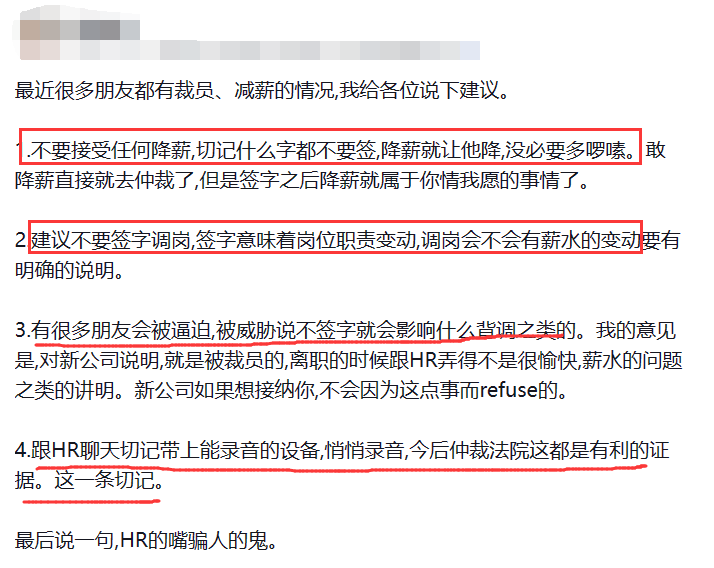 最近很多朋友都有裁员、减薪的情况,我给各位说下建议。
1.不要接受任何降薪,切记什么字都不要签,降薪就让他降,没必要多啰嗦。敢
降薪直接就去仲裁了,但是签字之后降薪就属于你情我愿的事情了。
2.建议不要签字调岗,签字意味着岗位职责变动,调岗会不会有薪水的变动要有
明确的说明。
3.有很多朋友会被逼迫,被威胁说不签字就会影响什么背调之类的。我的意见
是,对新公司说明,就是被裁员的,离职的时候跟HR弄得不是很愉快,薪水的问题
之类的讲明。新公司如果想接纳你,不会因为这点事而refuse的。
4.跟HR聊天切记带上能录音的设备,悄悄录音,今后仲裁法院这都是有利的证
据。这一条切记。
最后说一句,HR的嘴骗人的鬼。